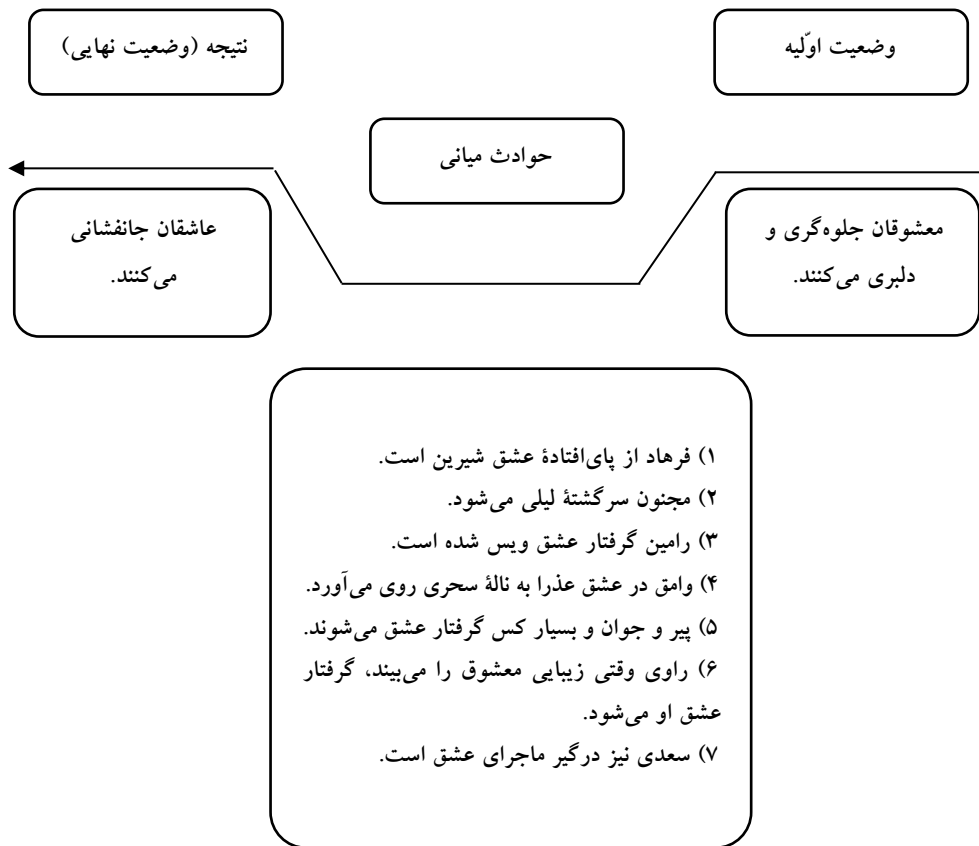 وضعیت اوّلیه
نتیجه (وضعیت نهایی)
حوادث میانی
معشوقان جلوه‌گری و
دلبری می‌کنند.
عاشقان جانفشانی
می‌کنند.
۱) فرهاد از پای‌افتادهٔ عشق شیرین است.
۲) مجنون سرگشتهٔ لیلی می‌شود.
۳) رامین گرفتار عشق ویس شده است.
۴) وامق در عشق عذرا به نالهٔ سحری روی می‌آورد.
۵) پیر و جوان و بسیار کس گرفتار عشق می‌شوند.
۶) راوی وقتی زیبایی معشوق را می‌بیند، گرفتار
عشق او می‌شود.
۷) سعدی نیز درگیر ماجرای عشق است.